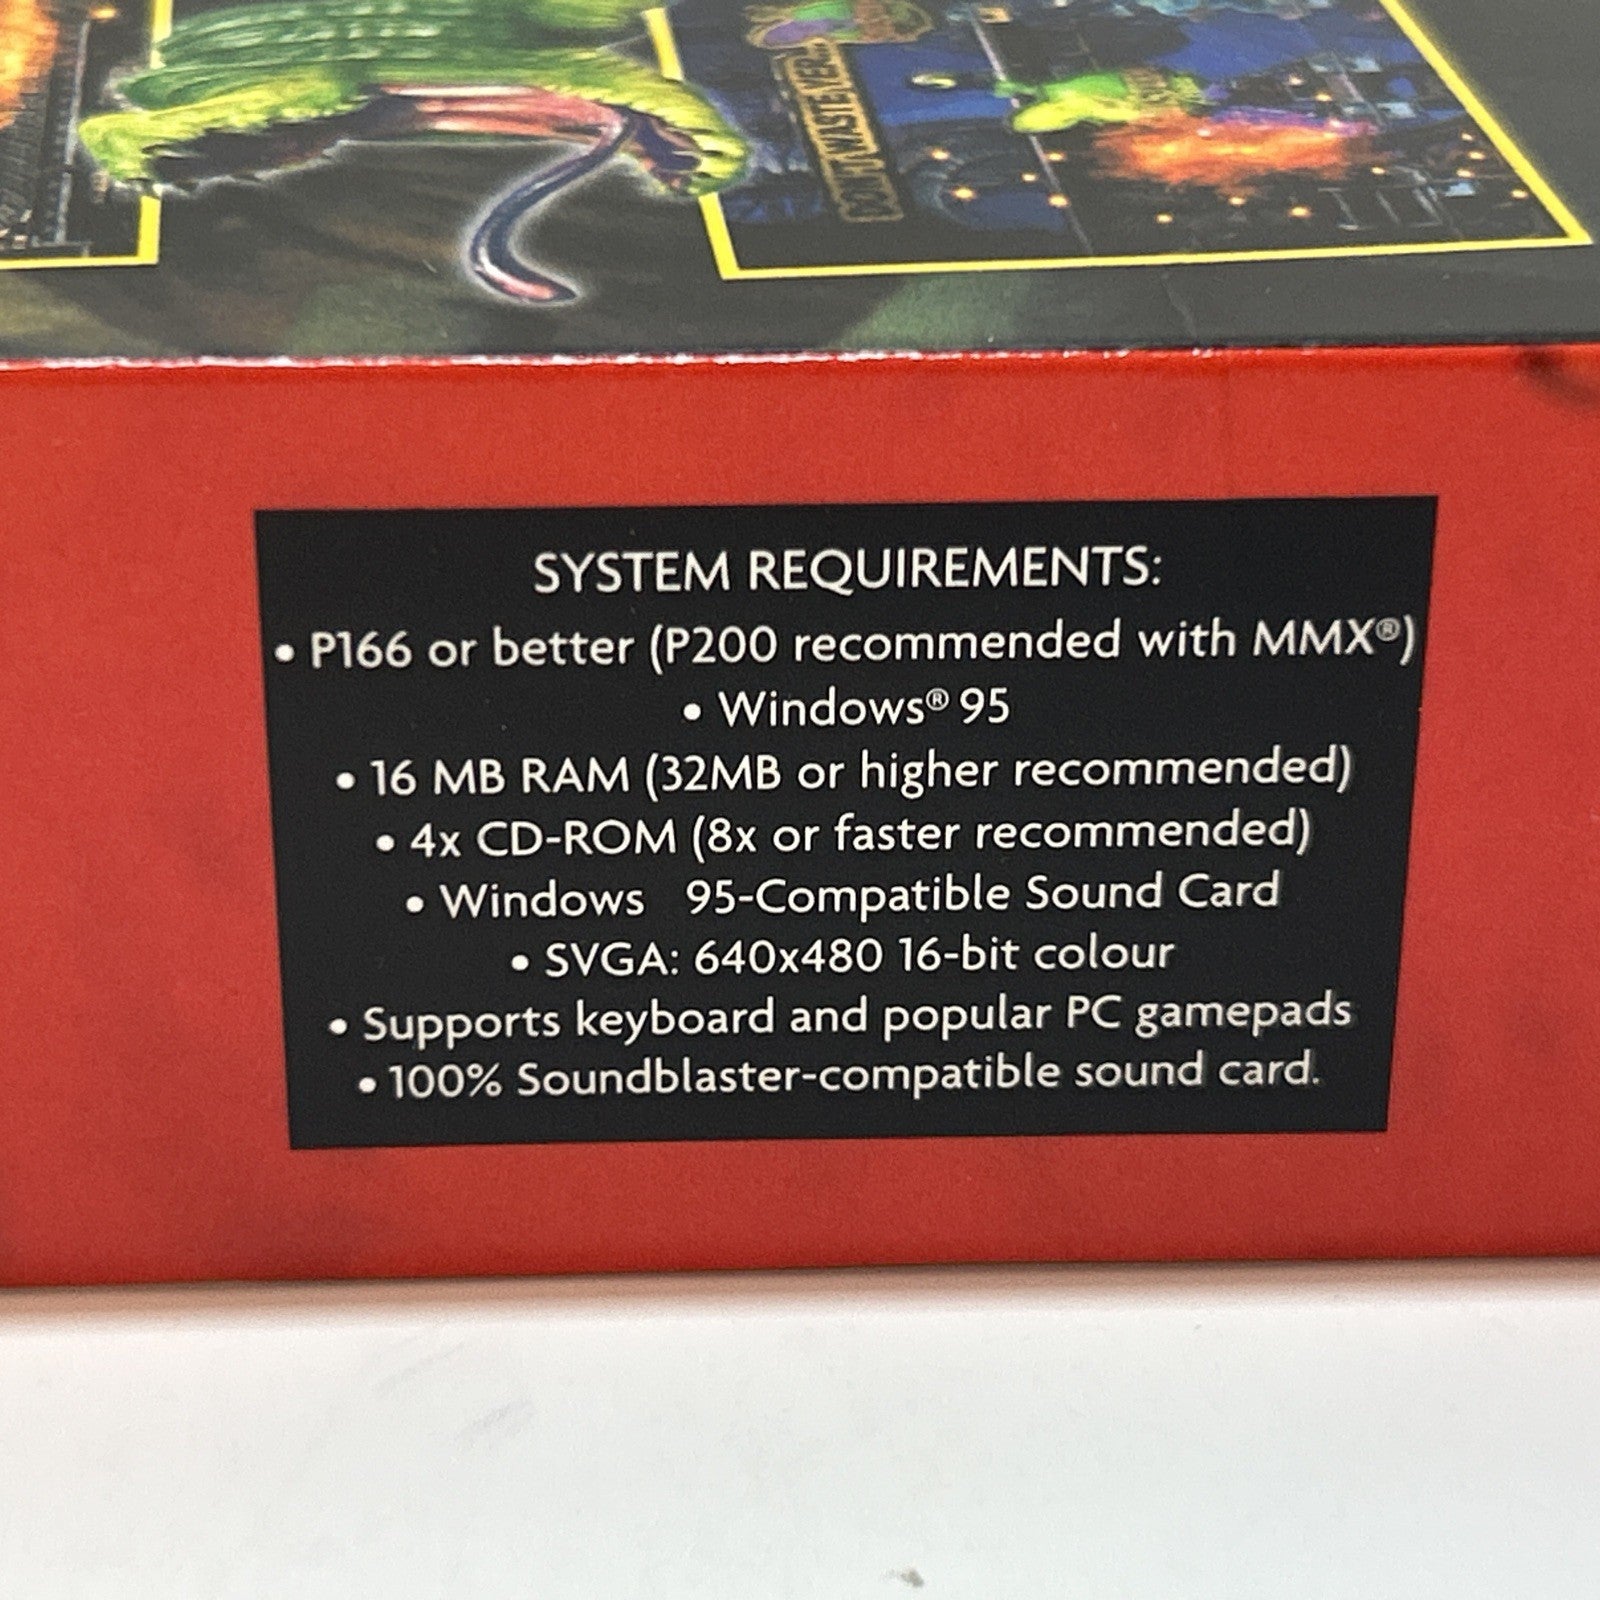 SYSTEM REQUIREMENTS:
• P166 or better (P200 recommended with MMX®)
• Windows® 95
• 16 MB RAM (32MB or higher recommended)
• 4x CD-ROM (8x or faster recommended)
• Windows 95-Compatible Sound Card
• SVGA: 640x480 16-bit colour
• Supports keyboard and popular PC gamepads
• 100% Soundblaster-compatible sound card.